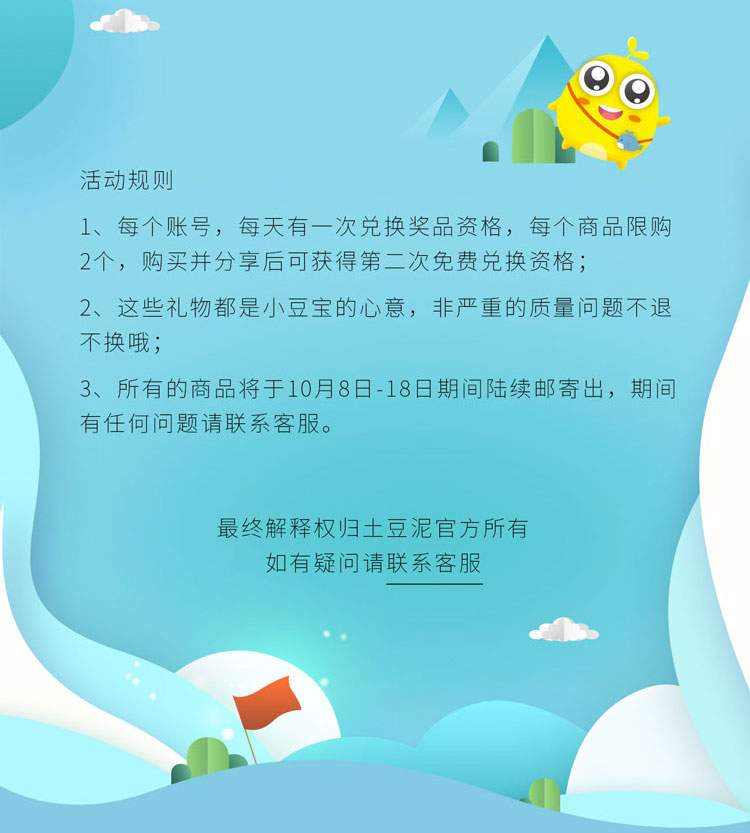 活动规则
1、每个账号，每天有一次兑换奖品资格，每个商品限购
2个，购买并分享后可获得第二次免费兑换资格；
2、这些礼物都是小豆宝的心意，非严重的质量问题不退
不换哦；
3、所有的商品将于10月8日-18日期间陆续邮寄出，期间
有任何问题请联系客服。
最终解释权归土豆泥官方所有
如有疑问请联系客服